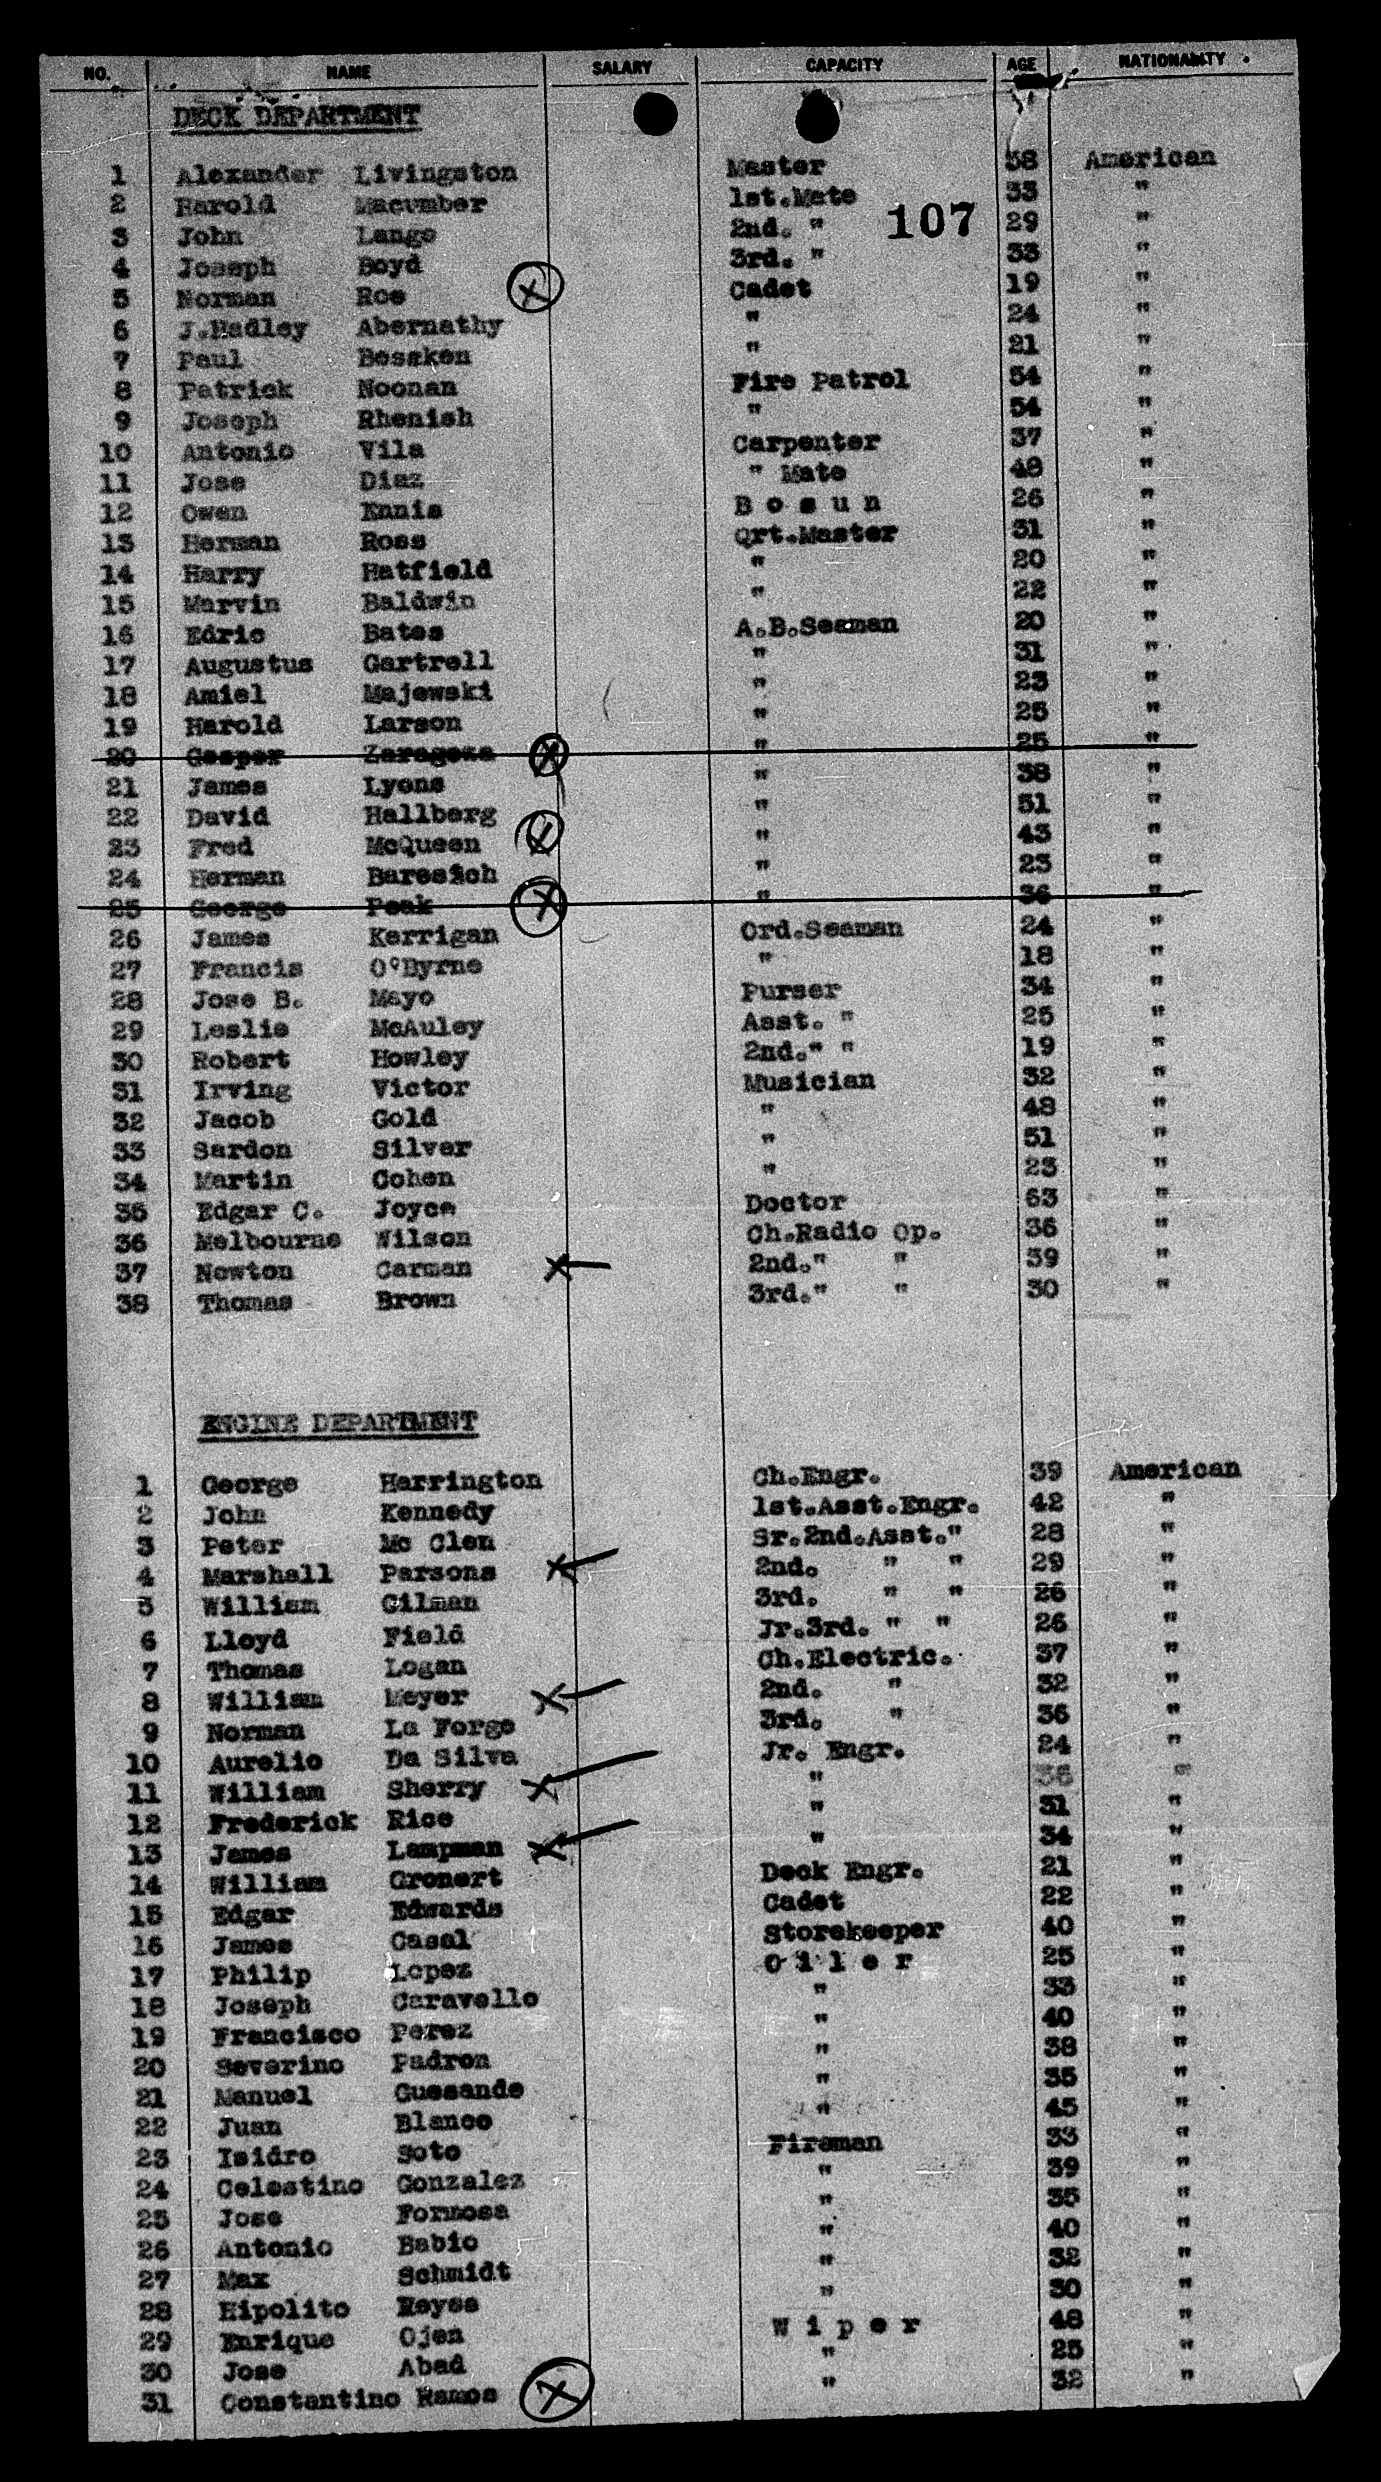 NO. NAME SALARY CAPACITY AGE NATIONALITY
DECK DEPARTMENT
1 Alexander Livingston Master 38 American
2 Harold Macumber 1st.Mate 33 "
107
3 John Lange 2nd. " 29 "
4 Joseph Boyd 3rd. " 33 "
5 Norman Roe Cadet 19 "
6 J.Hadley Abernathy " 24 "
7 Paul Beseken " 21 "
8 Patrick Noonan Fire Patrol 54 "
9 Joseph Rhenish " 54 "
10 Antonio Vila Carpenter 37 "
11 Jose Diaz " Mate 48 "
12 Owen Ennis B o s u n 26 "
13 Herman Ross Qrt.Master 31 "
14 Harry Hatfield " 20 "
15 Marvin Baldwin " 22 "
16 Edric Bates A.B.Seaman 20 "
17 Augustus Gartrell " 31 "
18 Amiel Majewski " 23 "
19 Harold Larson " 25 "
20 Gasper Zaragoza " 25 "
21 James Lyons " 38 "
22 David Hallberg " 51 "
23 Fred McQueen " 43 "
24 Herman Baresich " 23 "
25 George Peak " 36 "
26 James Kerrigan Ord.Seaman 24 "
27 Francis O'Byrne " 18 "
28 Jose B. Mayo Purser 34 "
29 Leslie McAuley Asst. " 25 "
30 Robert Howley 2nd." " 19 "
31 Irving Victor Musician 32 "
32 Jacob Gold " 48 "
33 Sardon Silver " 51 "
34 Martin Cohen " 23 "
35 Edgar C. Joyce Doctor 63 "
36 Melbourne Wilson Ch.Radio Op. 36 "
37 Newton Carman 2nd." " 39 "
38 Thomas Brown 3rd." " 30 "
ENGINE DEPARTMENT
1 George Harrington Ch.Engr. 39 American
2 John Kennedy 1st.Asst.Engr. 42 "
3 Peter Mc Clen Sr.2nd.Asst." 28 "
4 Marshall Parsons 2nd. " " 29 "
5 William Gilman 3rd. " " 26 "
6 Lloyd Field Jr.3rd. " " 26 "
7 Thomas Logan Ch.Electric. 37 "
8 William Meyer 2nd. " 32 "
9 Norman La Forge 3rd. " 36 "
10 Aurelio Da Silva Jr. Engr. 24 "
11 William Sherry " 36 "
12 Frederick Rice " 31 "
13 James Lampman " 34 "
14 William Gronert Deck Engr. 21 "
15 Edgar Edwards Cadet 22 "
16 James Casal Storekeeper 40 "
17 Philip Lopez O i l e r 25 "
18 Joseph Caravello " 33 "
19 Francisco Perez " 40 "
20 Severino Padron " 38 "
21 Manuel Guesande " 35 "
22 Juan Blanco " 45 "
23 Isidro Soto Fireman 33 "
24 Celestino Gonzalez " 39 "
25 Jose Formosa " 35 "
26 Antonio Babio " 40 "
27 Max Schmidt " 32 "
28 Hipolito Reyes " 30 "
29 Enrique Ojen W i p e r 48 "
30 Jose Abad " 25 "
31 Constantino Ramos " 32 "